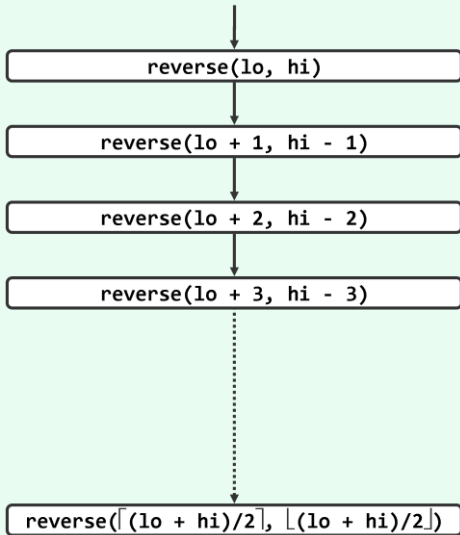 reverse(lo, hi)
reverse(lo + 1, hi - 1)
reverse(lo + 2, hi - 2)
reverse(lo + 3, hi - 3)
reverse(⌈(lo + hi)/2⌉, ⌊(lo + hi)/2⌋)